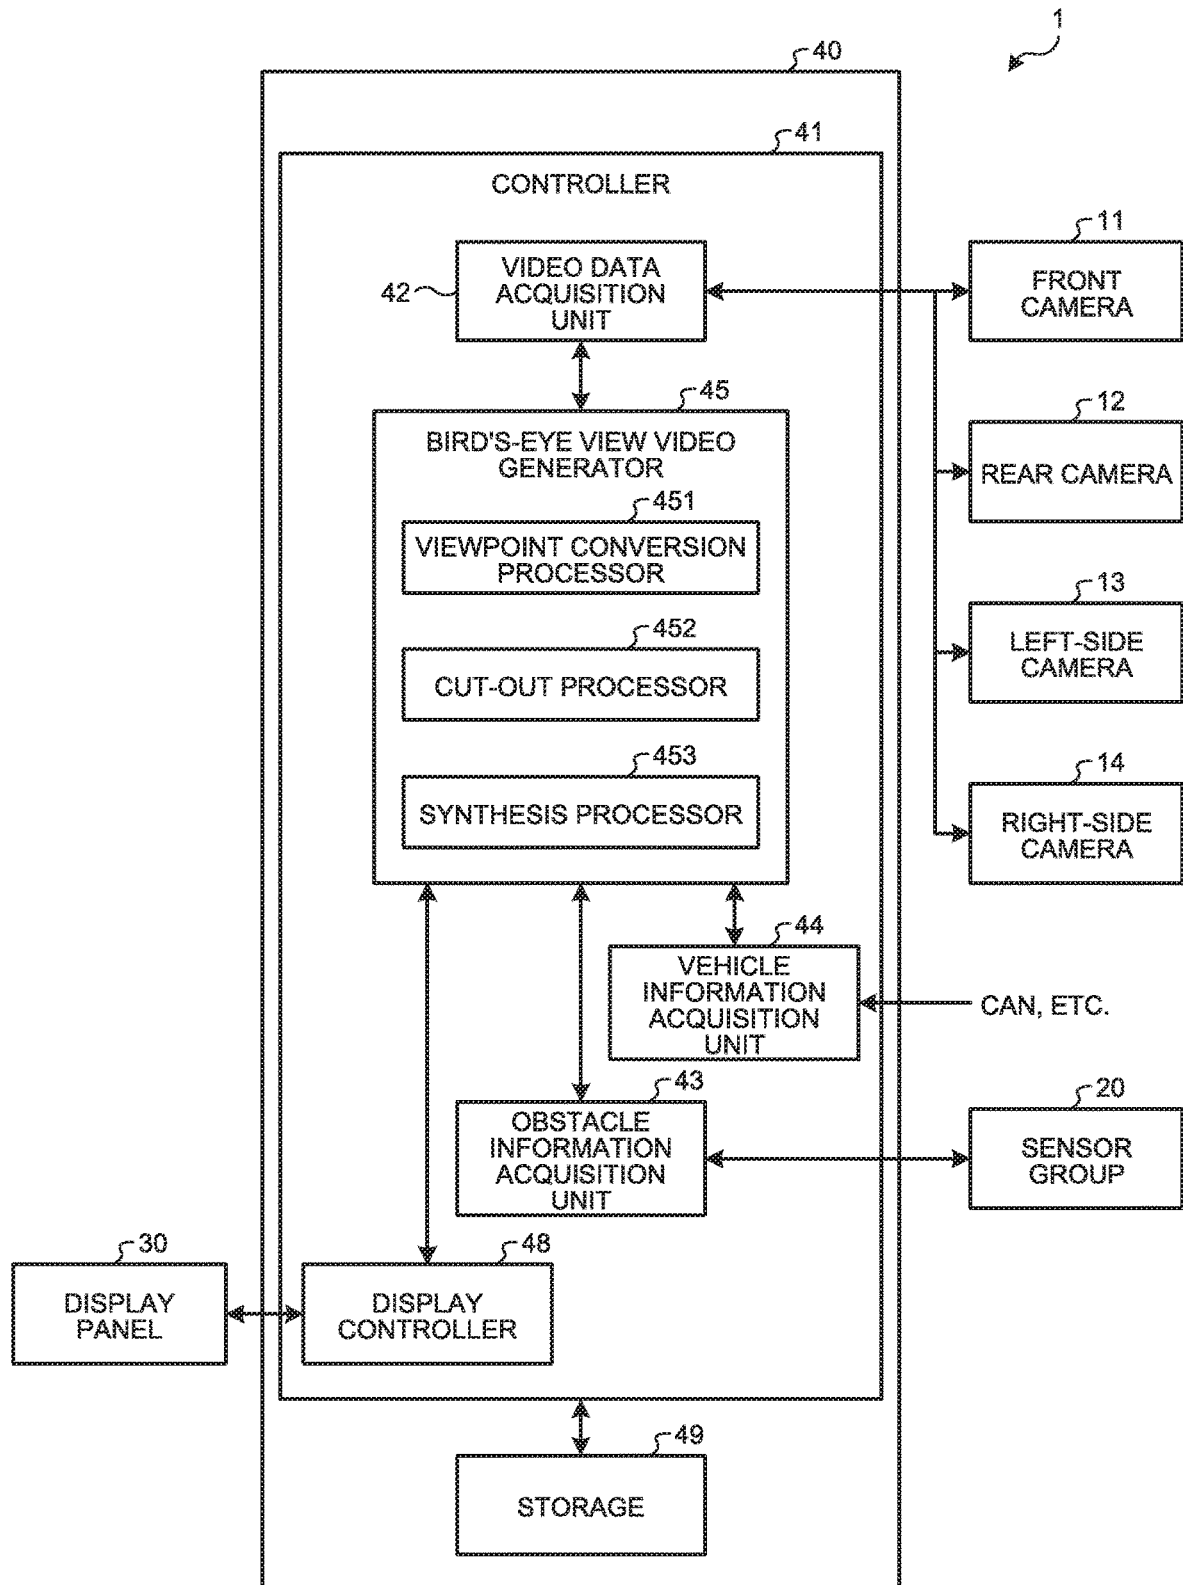 1
40
41
CONTROLLER
11
VIDEO DATA
ACQUISITION
UNIT
42
FRONT
CAMERA
45
12
BIRD'S-EYE VIEW VIDEO
GENERATOR
REAR CAMERA
451
VIEWPOINT CONVERSION
PROCESSOR
13
452
LEFT-SIDE
CAMERA
CUT-OUT PROCESSOR
453
14
SYNTHESIS PROCESSOR
RIGHT-SIDE
CAMERA
44
VEHICLE
INFORMATION
ACQUISITION
UNIT
CAN, ETC.
43
20
OBSTACLE
INFORMATION
ACQUISITION
UNIT
SENSOR
GROUP
30
48
DISPLAY
PANEL
DISPLAY
CONTROLLER
49
STORAGE